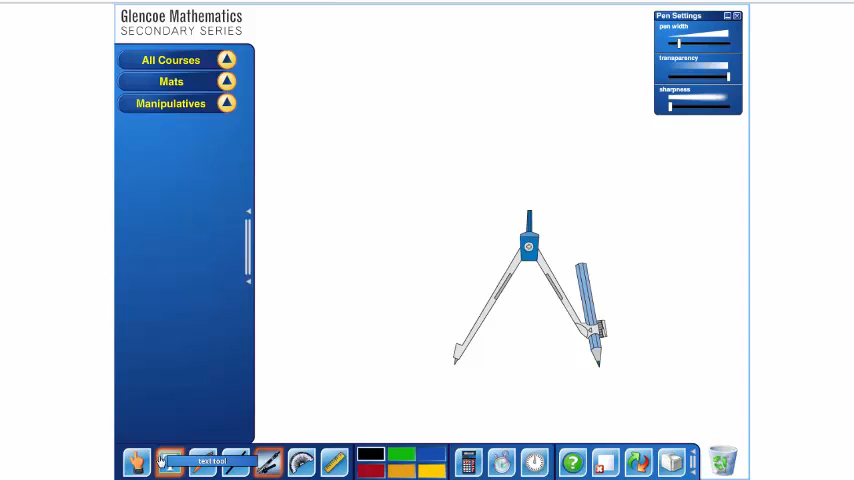 Glencoe Mathematics
SECONDARY SERIES
Pen Settings
pen width
transparency
sharpness
All Courses
Mats
Manipulatives
text tool